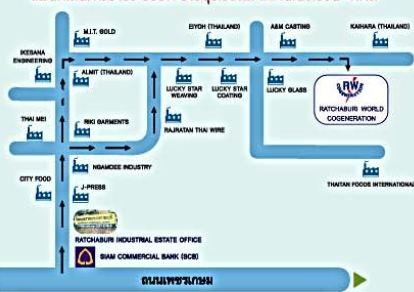 M.I.T. GOLD
EIYOH (THAILAND)
A&M CASTING
KAIHARA (THAILAND)
IKEBANA
ENGINEERING
ALMIT (THAILAND)
LUCKY STAR
WEAVING
LUCKY STAR
COATING
LUCKY GLASS
RWC
RATCHABURI WORLD
COGENERATION
THAI MEI
RIKI GARMENTS
RAJRATAN THAI WIRE
NGAMDEE INDUSTRY
THAITAN FOODS INTERNATIONAL
CITY FOOD
J-PRESS
RATCHABURI INDUSTRIAL ESTATE OFFICE
SIAM COMMERCIAL BANK (SCB)
ถนนเพชรเกษม